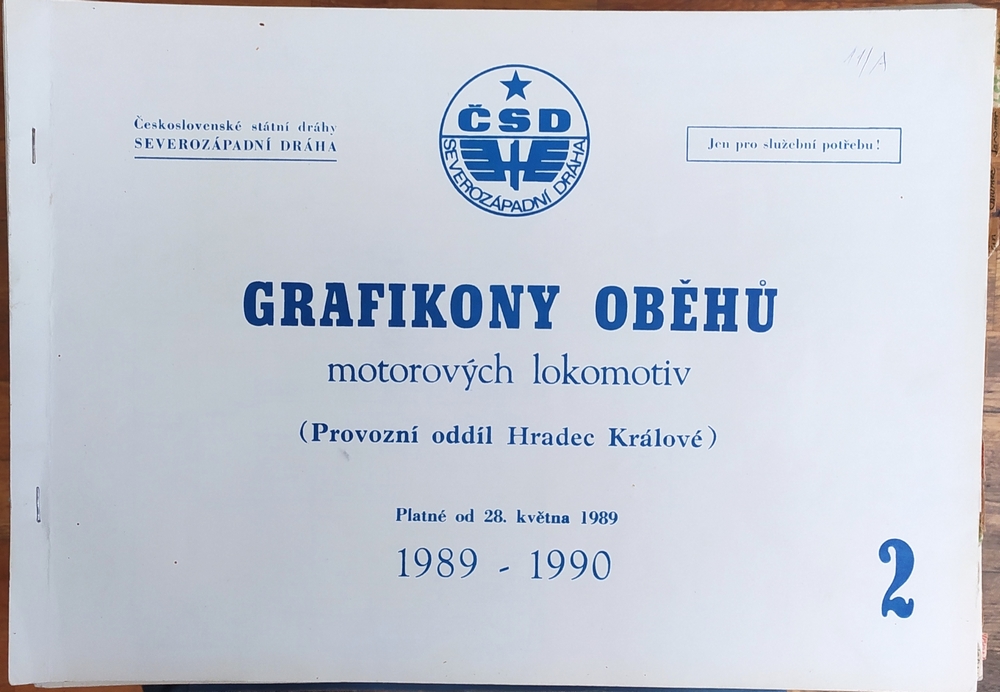 11/A
Československé státní dráhy
SEVEROZÁPADNÍ DRÁHA
ČSD
SEVEROZÁPADNÍ DRÁHA
Jen pro služební potřebu!
GRAFIKONY OBĚHŮ
motorových lokomotiv
(Provozní oddíl Hradec Králové)
Platné od 28. května 1989
1989 - 1990
2